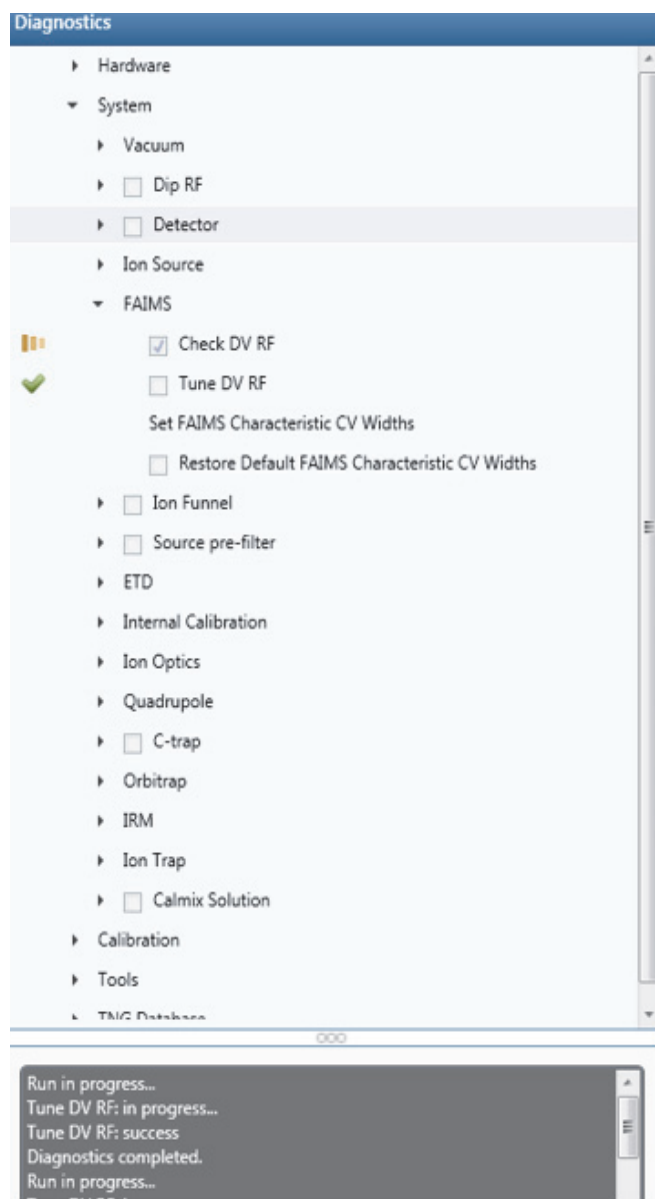 Diagnostics
Hardware
System
Vacuum
Dip RF
Detector
Ion Source
FAIMS
Check DV RF
Tune DV RF
Set FAIMS Characteristic CV Widths
Restore Default FAIMS Characteristic CV Widths
Ion Funnel
Source pre-filter
ETD
Internal Calibration
Ion Optics
Quadrupole
C-trap
Orbitrap
IRM
Ion Trap
Calmix Solution
Calibration
Tools
TNG Database
Run in progress...
Tune DV RF: in progress...
Tune DV RF: success
Diagnostics completed.
Run in progress...